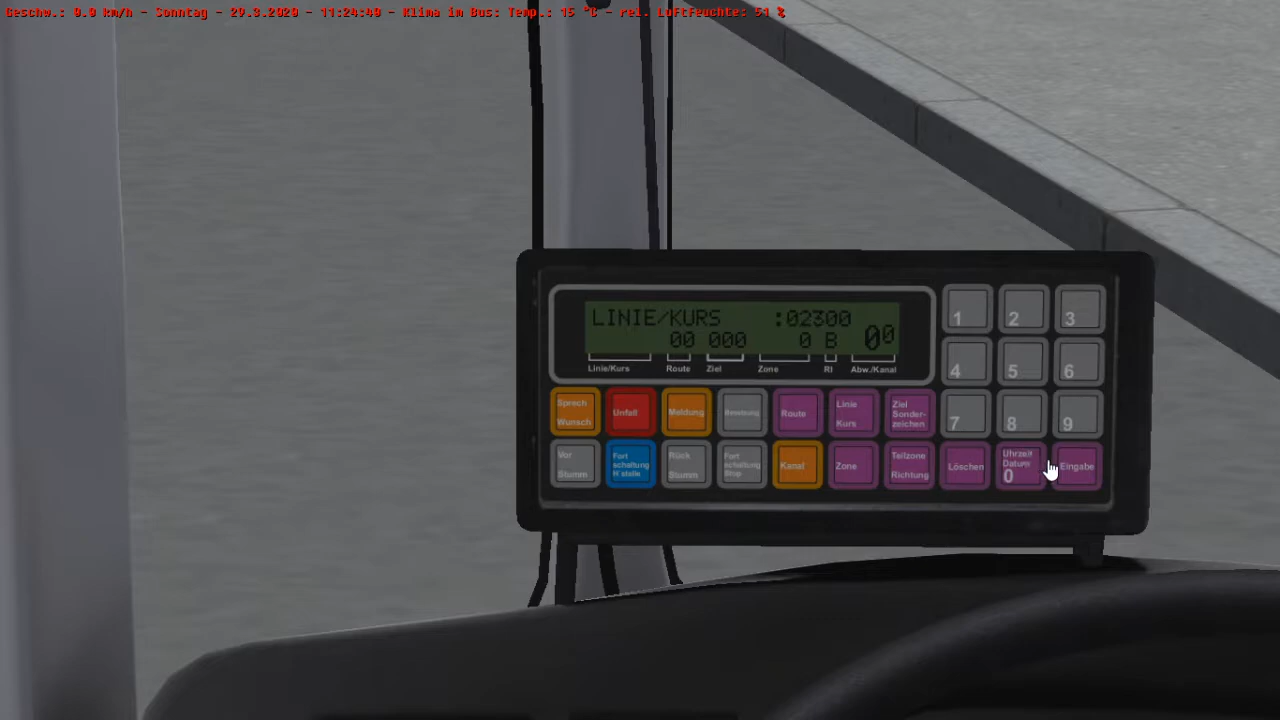 Geschw.: 0.0 km/h - Sonntag - 29.3.2020 - 11:24:40 - Klima im Bus: Temp.: 15 °C - rel. Luftfeuchte: 51 %
LINIE/KURS :02300
00 000 0 B 00
Linie/Kurs Route Ziel Zone RI Abw./Kanal
1 2 3
4 5 6
7 8 9
Sprech Wunsch
Unfall
Meldung
Route
Linie Kurs
Ziel Sonder- zeichen
Vor Stumm
Fort schaltung H´stelle
Rück Stumm
Fort schaltung Strip
Kanal
Zone
Teilzone Richtung
Löschen
Uhrzeit Datum 0
Eingabe